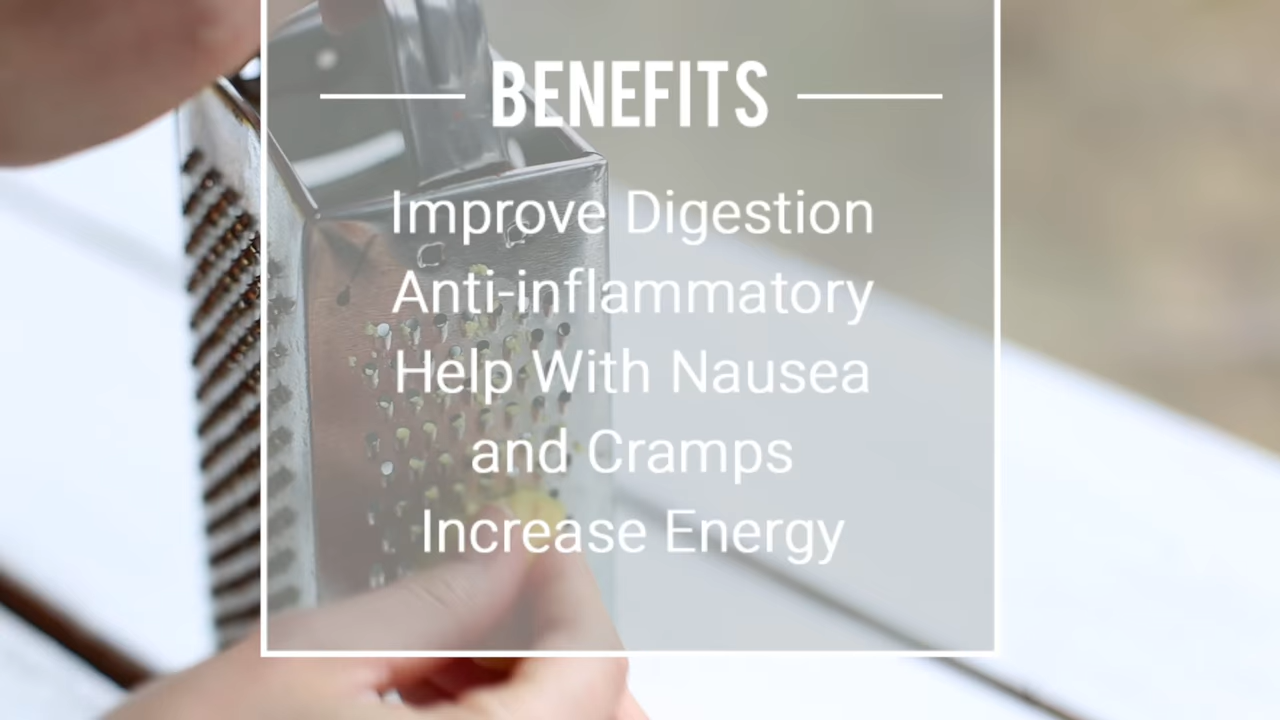 BENEFITS
Improve Digestion
Anti-inflammatory
Help With Nausea
and Cramps
Increase Energy